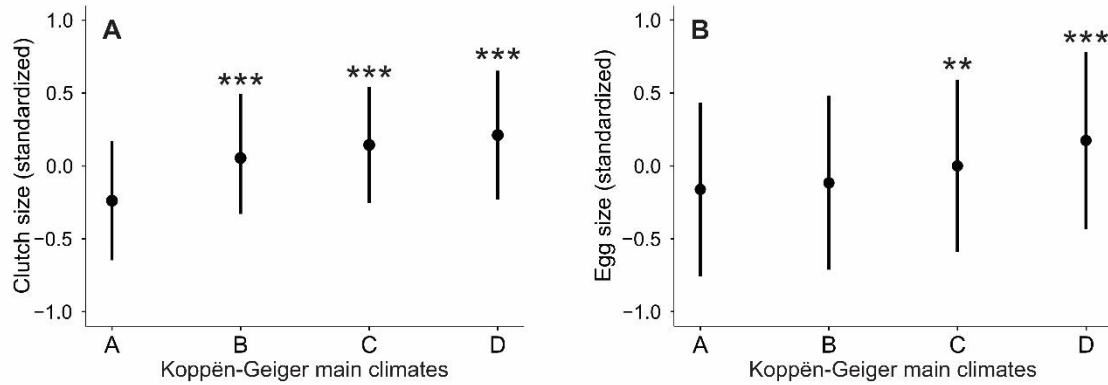 A
Clutch size (standardized)
1.0
0.5
0.0
−0.5
−1.0
***
***
***
A B C D
Koppën-Geiger main climates
B
Egg size (standardized)
1.0
0.5
0.0
−0.5
−1.0
**
***
A B C D
Koppën-Geiger main climates